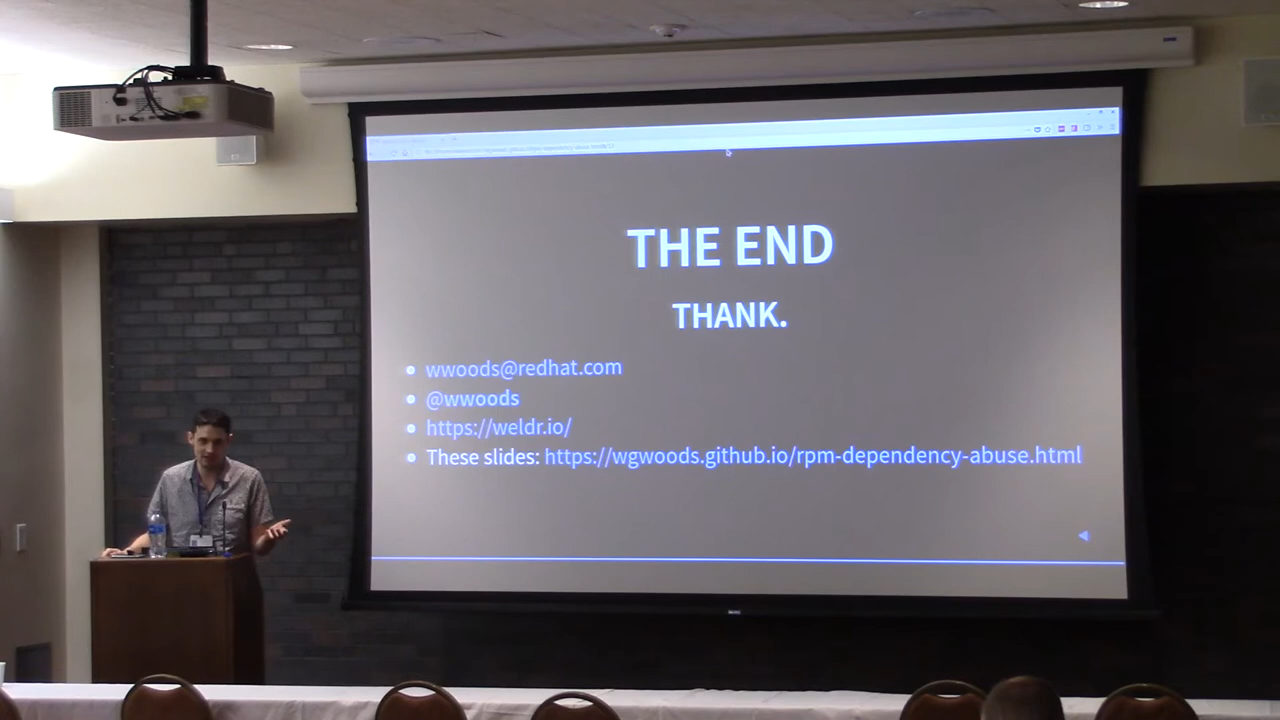 THE END
THANK.
wwoods@redhat.com
@wwoods
https://weldr.io/
These slides: https://wgwoods.github.io/rpm-dependency-abuse.html